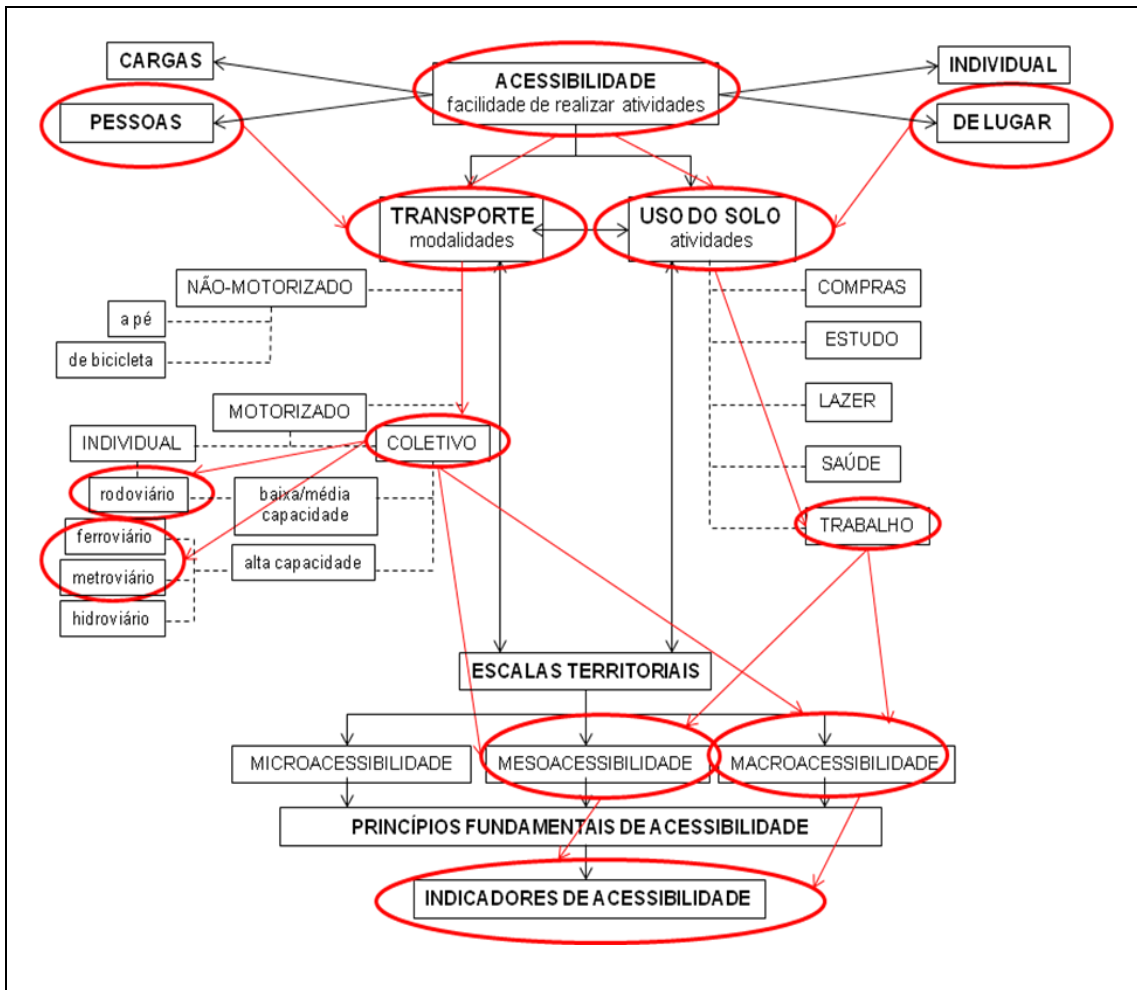 CARGAS
PESSOAS
ACESSIBILIDADE
facilidade de realizar atividades
INDIVIDUAL
DE LUGAR
TRANSPORTE
modalidades
USO DO SOLO
atividades
NÃO-MOTORIZADO
a pé
de bicicleta
MOTORIZADO
INDIVIDUAL
COLETIVO
rodoviário
baixa/média
capacidade
ferroviário
metroviário
alta capacidade
hidroviário
COMPRAS
ESTUDO
LAZER
SAÚDE
TRABALHO
ESCALAS TERRITORIAIS
MICROACESSIBILIDADE
MESOACESSIBILIDADE
MACROACESSIBILIDADE
PRINCÍPIOS FUNDAMENTAIS DE ACESSIBILIDADE
INDICADORES DE ACESSIBILIDADE